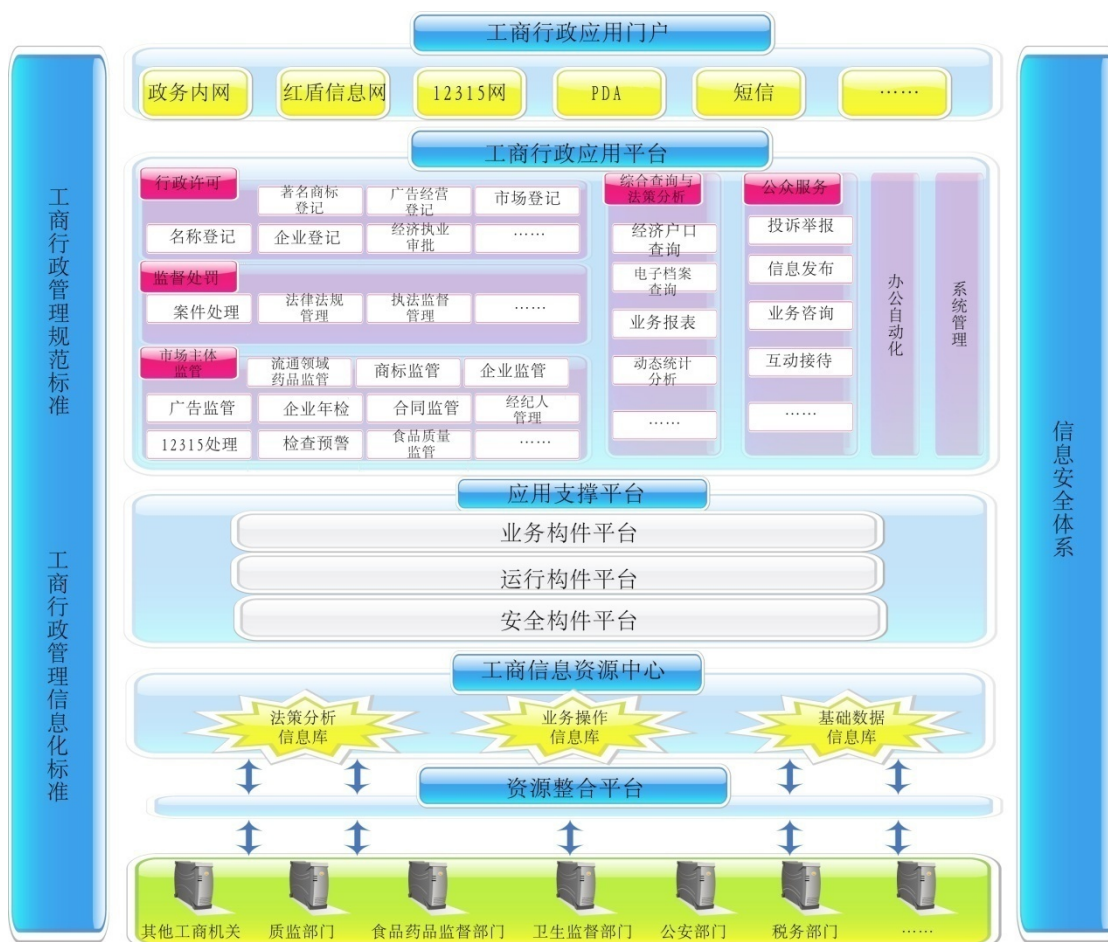 工商行政应用门户
政务内网
红盾信息网
12315网
PDA
短信
……
工商行政应用平台
行政许可
著名商标
登记
广告经营
登记
市场登记
名称登记
企业登记
经济执业
审批
……
监督处罚
案件处理
法律法规
管理
执法监督
管理
……
市场主体
监管
流通领域
药品监管
商标监管
企业监管
广告监管
企业年检
合同监管
经纪人
管理
12315处理
检查预警
食品质量
监管
……
综合查询与
法策分析
经济户口
查询
电子档案
查询
业务报表
动态统计
分析
……
公众服务
投诉举报
信息发布
业务咨询
互动接待
……
办公自动化
系统管理
应用支撑平台
业务构件平台
运行构件平台
安全构件平台
工商信息资源中心
法策分析
信息库
业务操作
信息库
基础数据
信息库
资源整合平台
其他工商机关
质监部门
食品药品监督部门
卫生监督部门
公安部门
税务部门
……
工商行政管理规范标准
工商行政管理信息化标准
信息安全体系